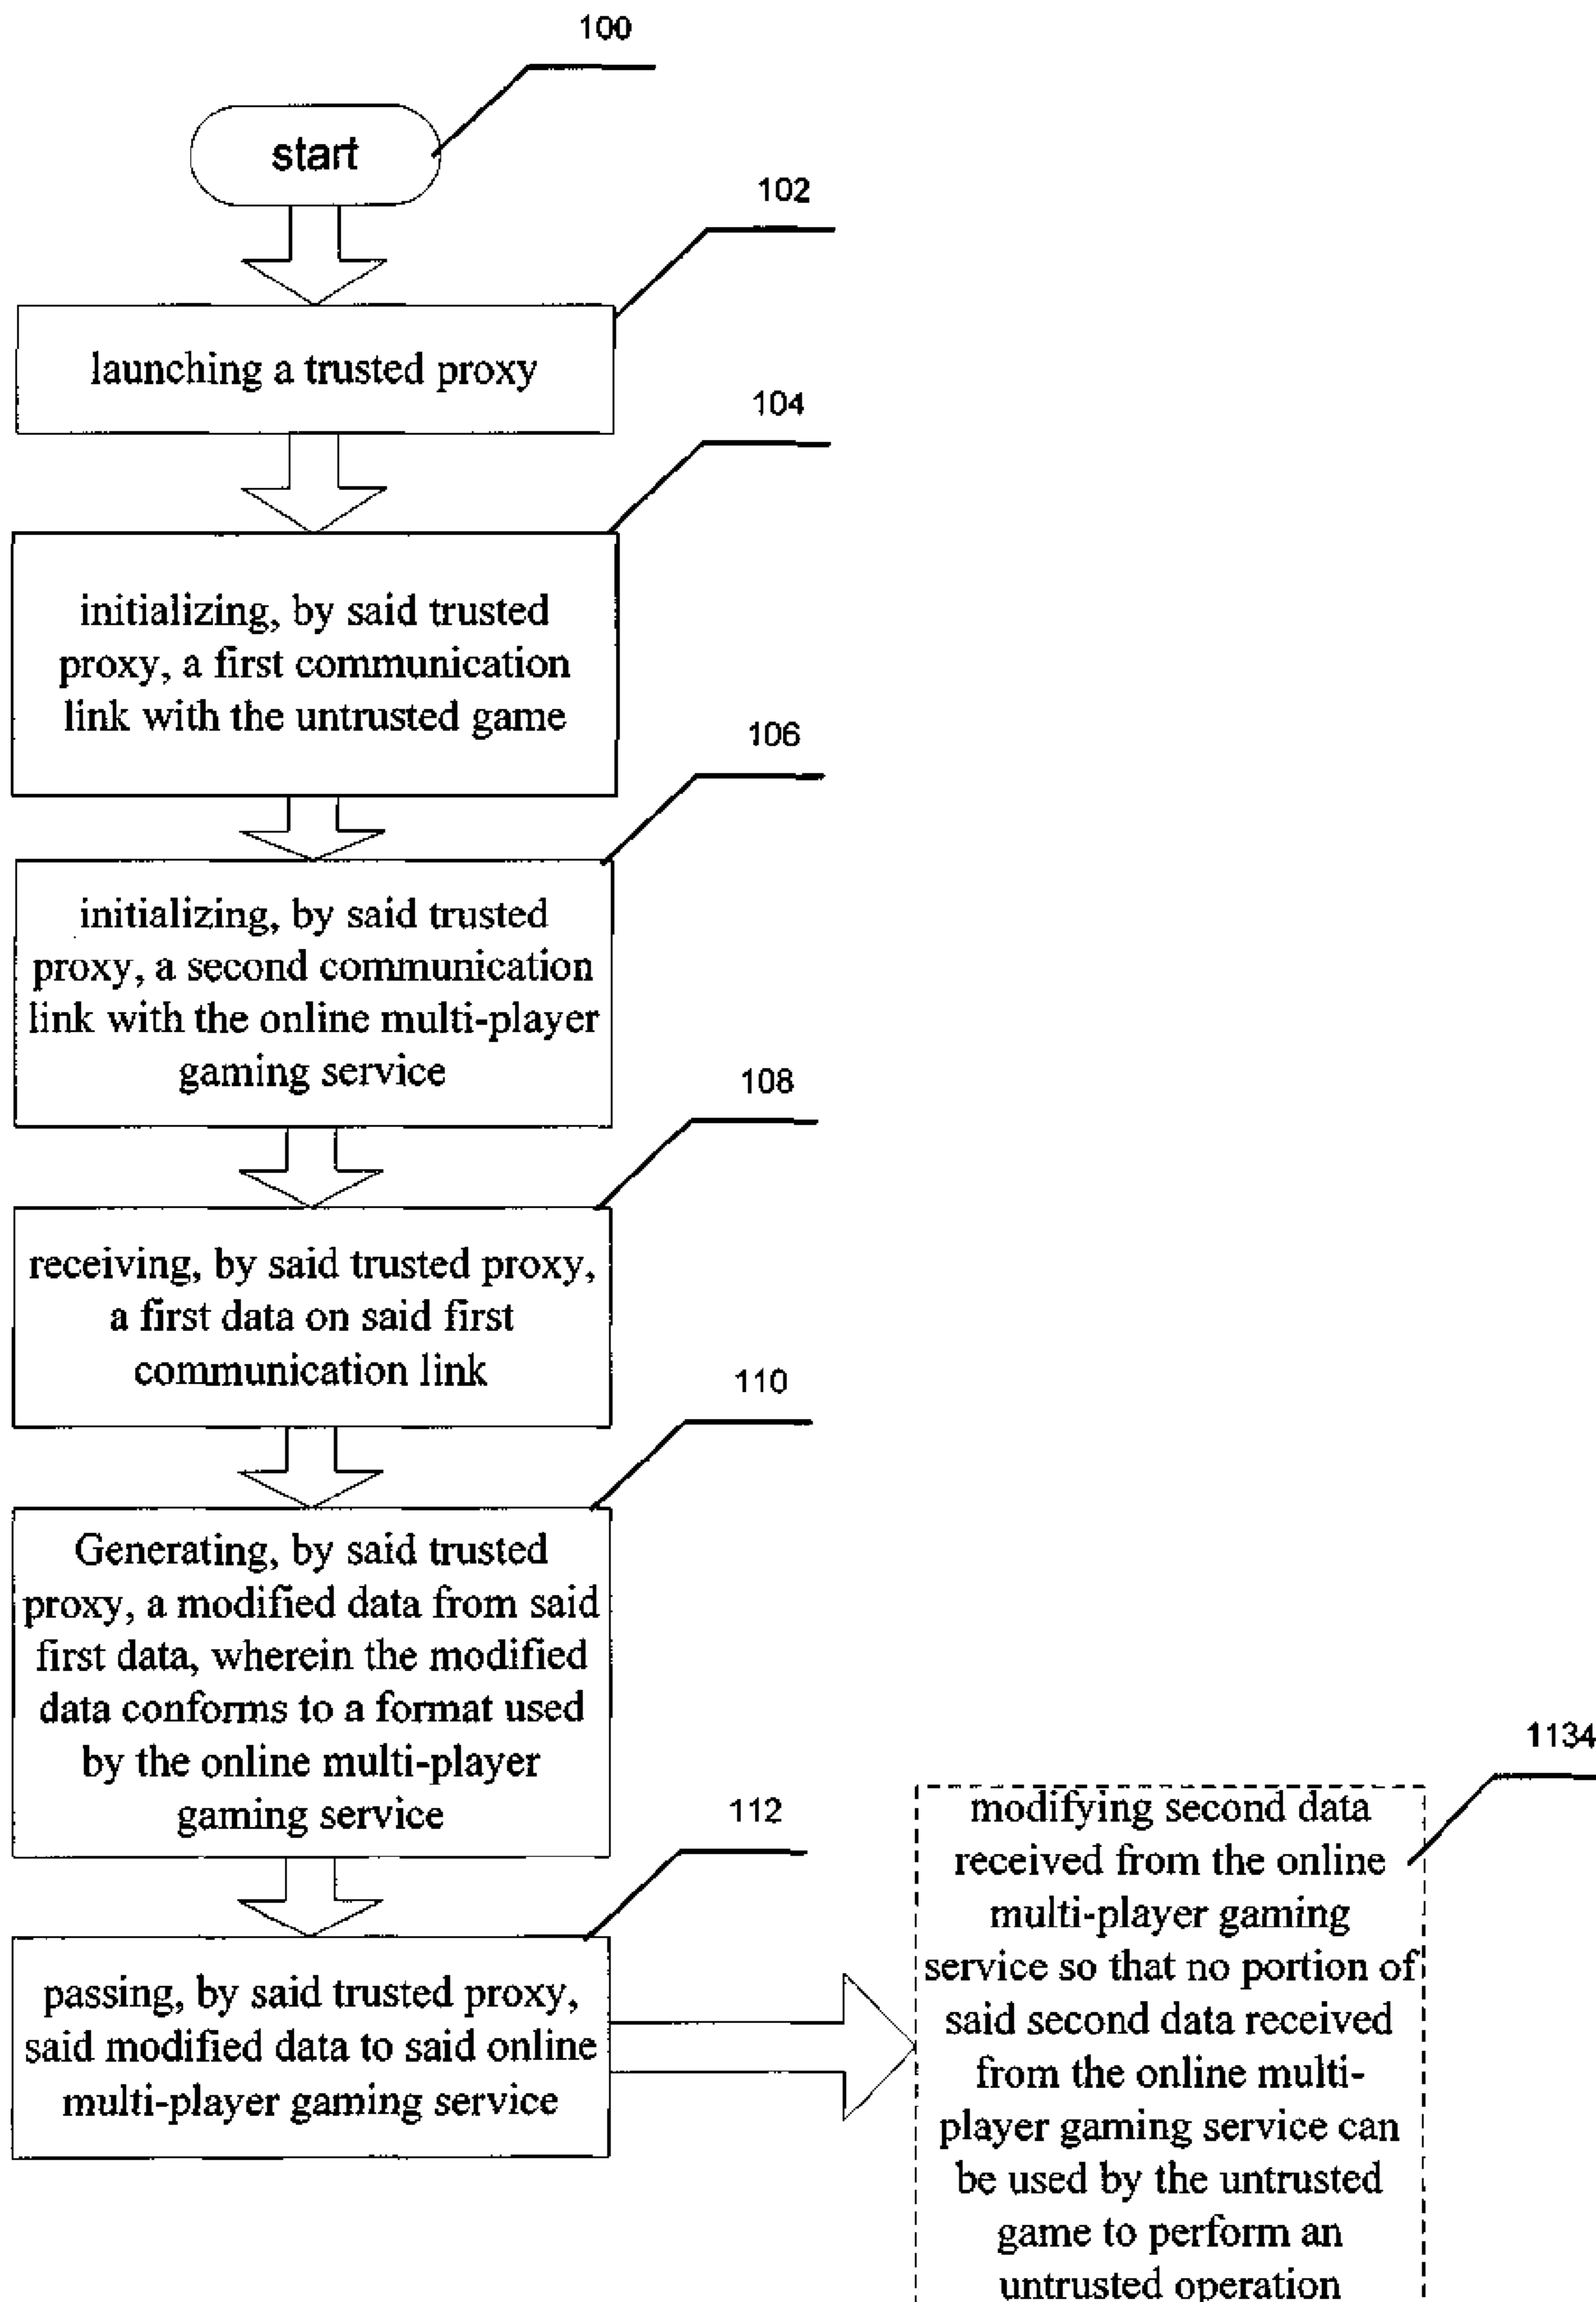 100
start
102
launching a trusted proxy
104
initializing, by said trusted
proxy, a first communication
link with the untrusted game
106
initializing, by said trusted
proxy, a second communication
link with the online multi-player
gaming service
108
receiving, by said trusted proxy,
a first data on said first
communication link
110
Generating, by said trusted
proxy, a modified data from said
first data, wherein the modified
data conforms to a format used
by the online multi-player
gaming service
112
passing, by said trusted proxy,
said modified data to said online
multi-player gaming service
1134
modifying second data
received from the online
multi-player gaming
service so that no portion of
said second data received
from the online multi-
player gaming service can
be used by the untrusted
game to perform an
untrusted operation